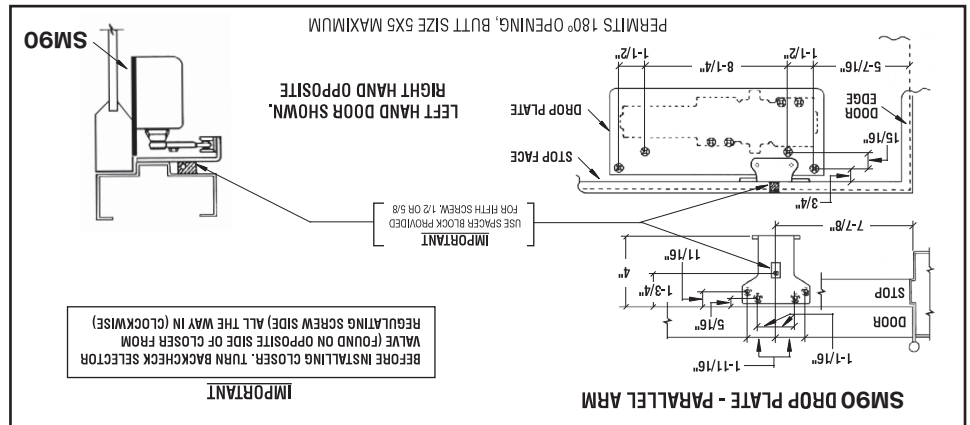 SM90 DROP PLATE - PARALLEL ARM
IMPORTANT
BEFORE INSTALLING CLOSER. TURN BACKCHECK SELECTOR
VALVE (FOUND ON OPPOSITE SIDE OF CLOSER FROM
REGULATING SCREW SIDE) ALL THE WAY IN (CLOCKWISE)
1-11/16"
1-1/16"
DOOR
STOP
5/16"
1-3/4"
11/16"
4"
7-7/8"
IMPORTANT
USE SPACER BLOCK PROVIDED
FOR FIFTH SCREW. 1/2 OR 5/8
3/4"
15/16"
STOP FACE
DROP PLATE
DOOR
EDGE
5-7/16"
1-1/2"
8-1/4"
1-1/2"
LEFT HAND DOOR SHOWN.
RIGHT HAND OPPOSITE
SM90
PERMITS 180° OPENING, BUTT SIZE 5X5 MAXIMUM